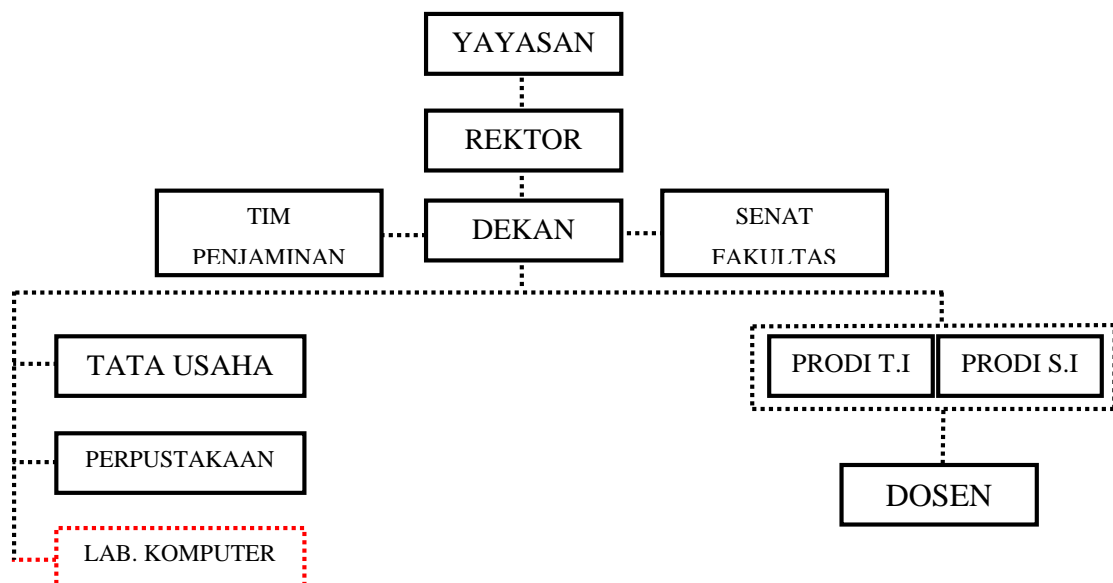 YAYASAN
REKTOR
TIM
PENJAMINAN
DEKAN
SENAT
FAKULTAS
TATA USAHA
PERPUSTAKAAN
LAB. KOMPUTER
PRODI T.I
PRODI S.I
DOSEN